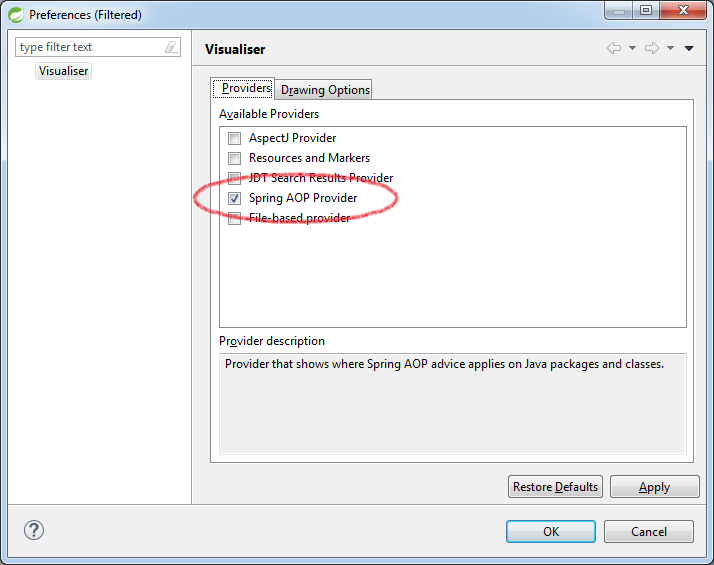 Preferences (Filtered)
type filter text
Visualiser
Visualiser
Providers
Drawing Options
Available Providers
AspectJ Provider
Resources and Markers
JDT Search Results Provider
Spring AOP Provider
File-based provider
Provider description
Provider that shows where Spring AOP advice applies on Java packages and classes.
Restore Defaults
Apply
?
OK
Cancel